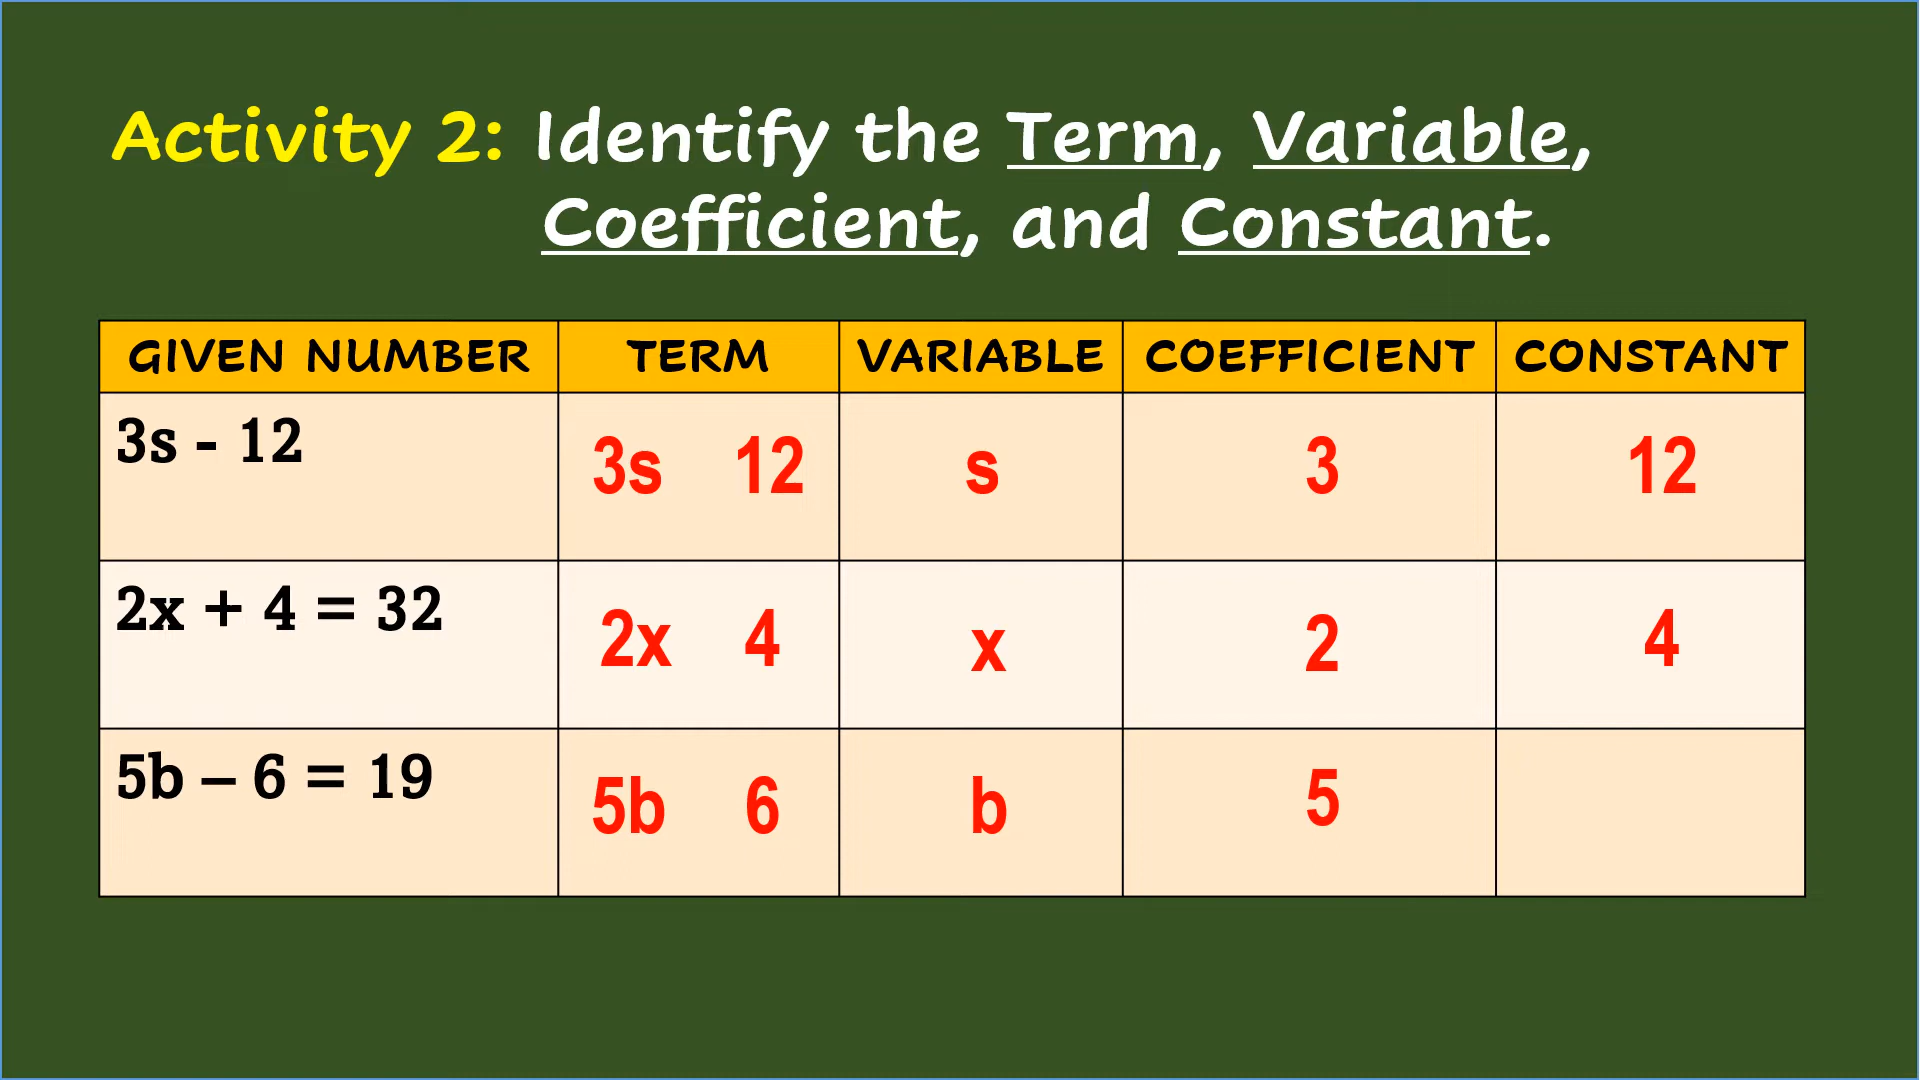 Activity 2: Identify the Term, Variable,
Coefficient, and Constant.
GIVEN NUMBER TERM VARIABLE COEFFICIENT CONSTANT
3s - 12 3s 12 s 3 12
2x + 4 = 32 2x 4 x 2 4
5b – 6 = 19 5b 6 b 5